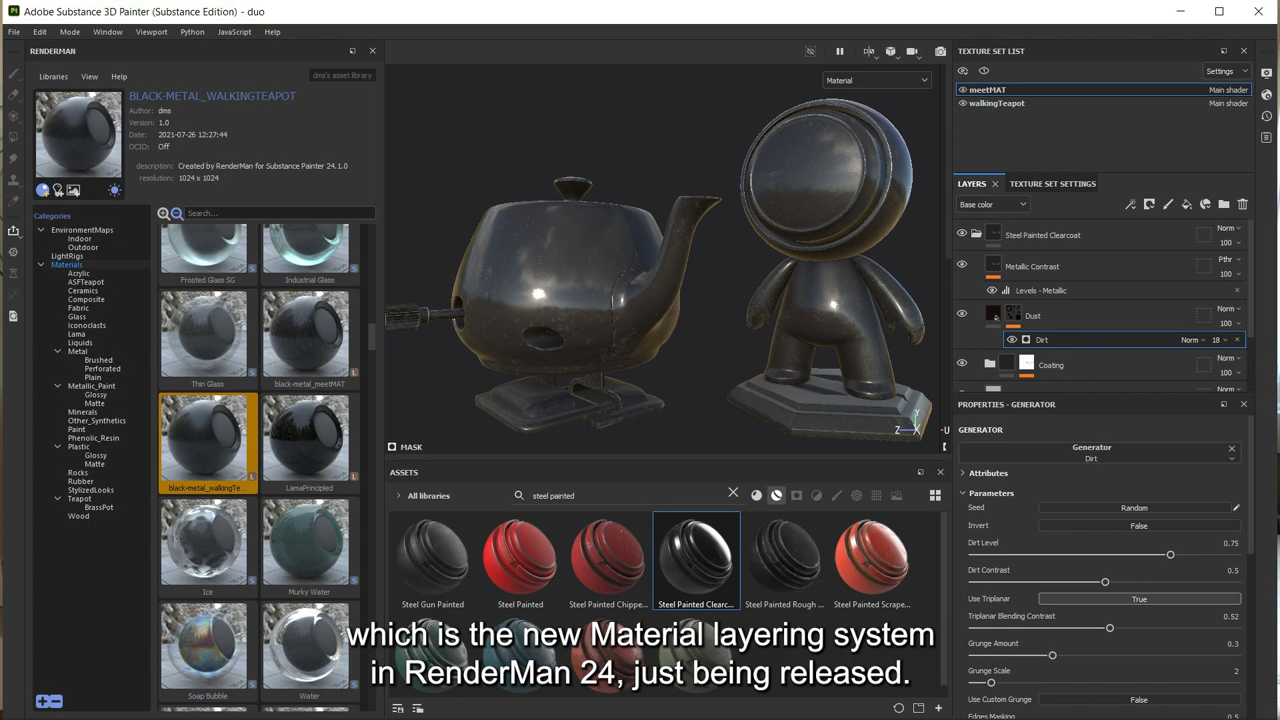 Adobe Substance 3D Painter (Substance Edition) - duo
File Edit Mode Window Viewport Python JavaScript Help
RENDERMAN
Libraries View Help
dms's asset library
BLACK-METAL_WALKINGTEAPOT
Author: dms
Version: 1.0
Date: 2021-07-26 12:27:44
OCIO: Off
description: Created by RenderMan for Substance Painter 24.1.0
resolution: 1024 x 1024
Categories
Search...
EnvironmentMaps
Indoor
Outdoor
LightRigs
Materials
Acrylic
ASFTeapot
Ceramics
Composite
Fabric
Glass
Iconoclasts
Lama
Liquids
Metal
Brushed
Perforated
Plain
Metallic_Paint
Glossy
Matte
Minerals
Other_Synthetics
Paint
Phenolic_Resin
Plastic
Glossy
Matte
Rocks
Rubber
StylizedLooks
Teapot
BrassPot
Wood
Frosted Glass SG
Industrial Glass
Thin Glass
black-metal_meetMAT
black-metal_walkingTe...
LamaPrincipled
Ice
Murky Water
Soap Bubble
Water
Material
Y
Z X
MASK
ASSETS
All libraries
steel painted
Steel Gun Painted
Steel Painted
Steel Painted Chippe...
Steel Painted Clearc...
Steel Painted Rough ...
Steel Painted Scrape...
which is the new Material layering system
in RenderMan 24, just being released.
TEXTURE SET LIST
Settings
meetMAT Main shader
walkingTeapot Main shader
LAYERS
TEXTURE SET SETTINGS
Base color
Steel Painted Clearcoat
Norm
100
Metallic Contrast
Pthr
100
Levels - Metallic
Dust
Norm
100
Dirt
Norm
18
Coating
Norm
100
PROPERTIES - GENERATOR
GENERATOR
Generator
Dirt
Attributes
Parameters
Seed Random
Invert False
Dirt Level 0.75
Dirt Contrast 0.5
Use Triplanar True
Triplanar Blending Contrast 0.52
Grunge Amount 0.3
Grunge Scale 2
Use Custom Grunge False
Edges Masking 0.5